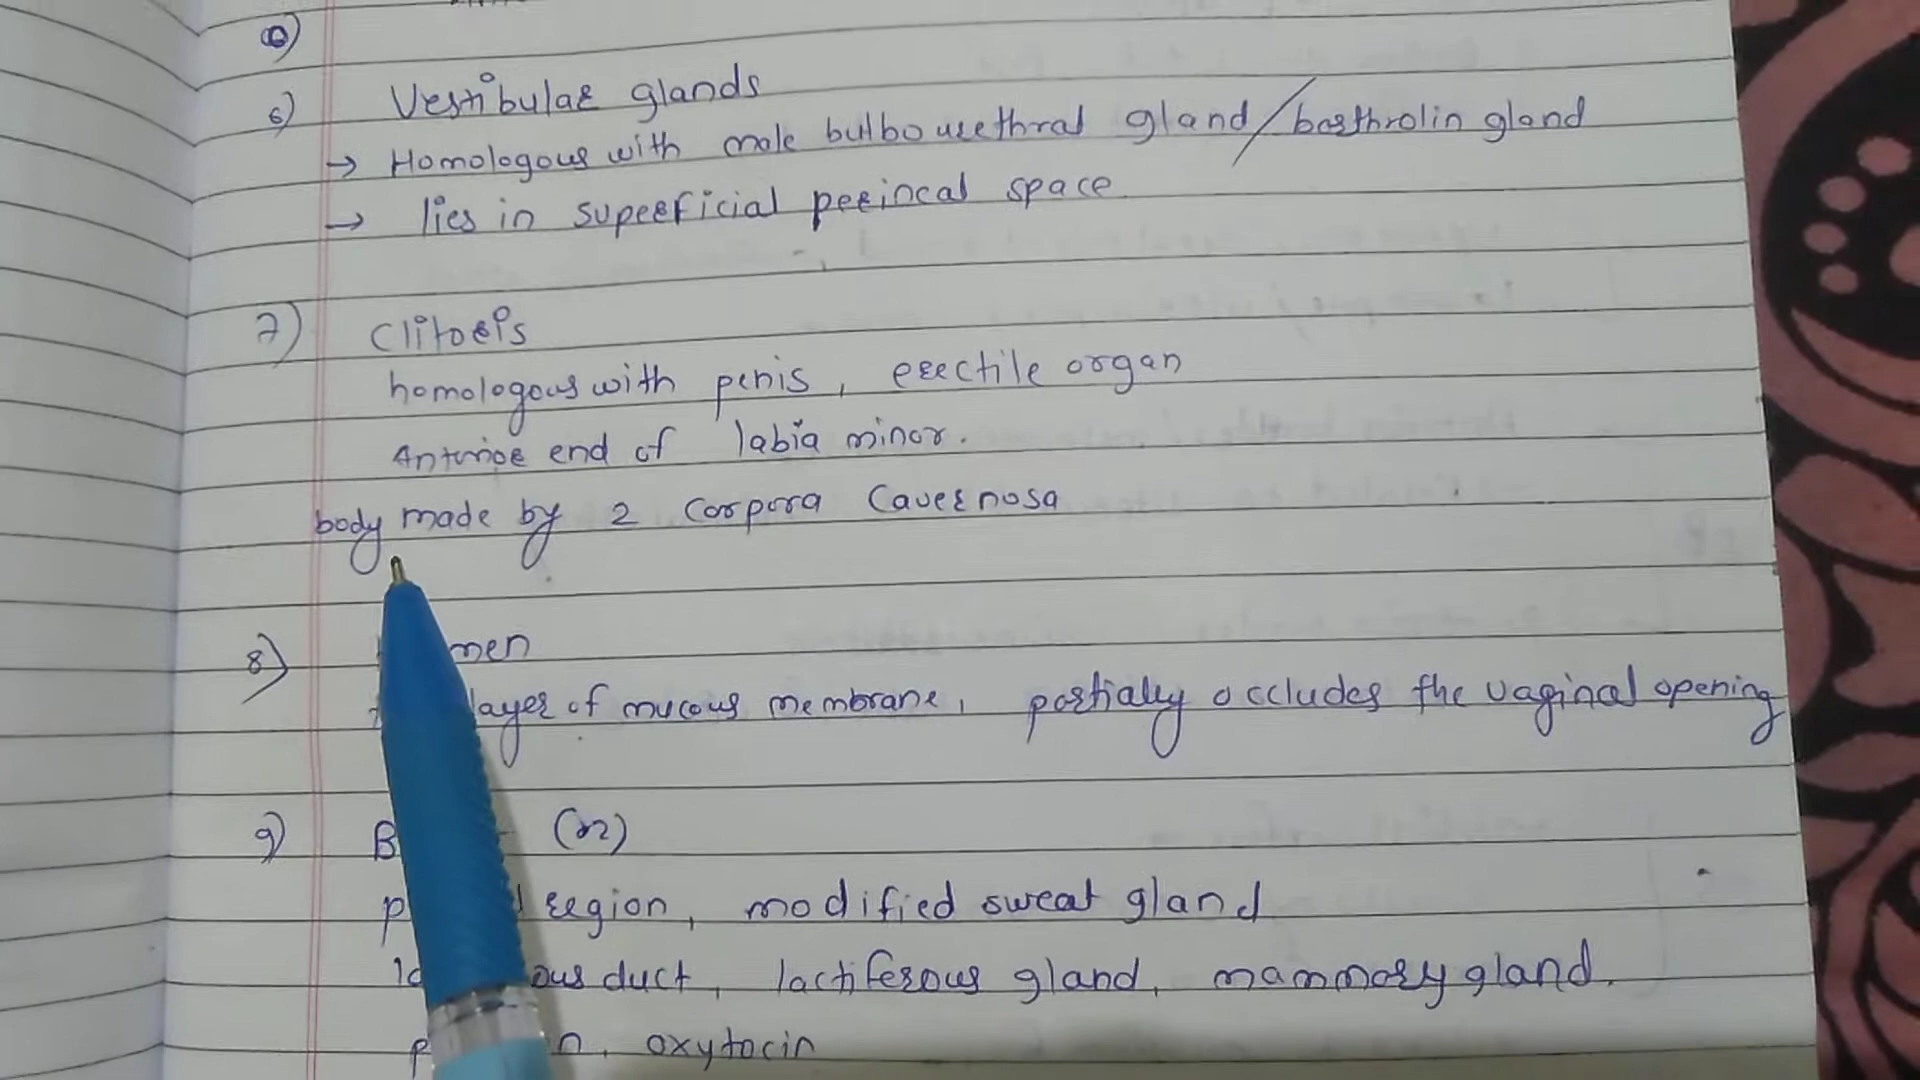 6)
6) Vestibular glands
→ Homologous with male bulbourethral gland/barthrolin gland
→ lies in superficial perineal space
7) Clitoris
homologous with penis, erectile organ
Anterior end of labia minor.
body made by 2 Corpora Cavernosa
8) men
layer of mucous membrane, partially occludes the vaginal opening
9) B (r2)
region, modified sweat gland
ous duct, lactiferous gland, mammory gland.
oxytocin